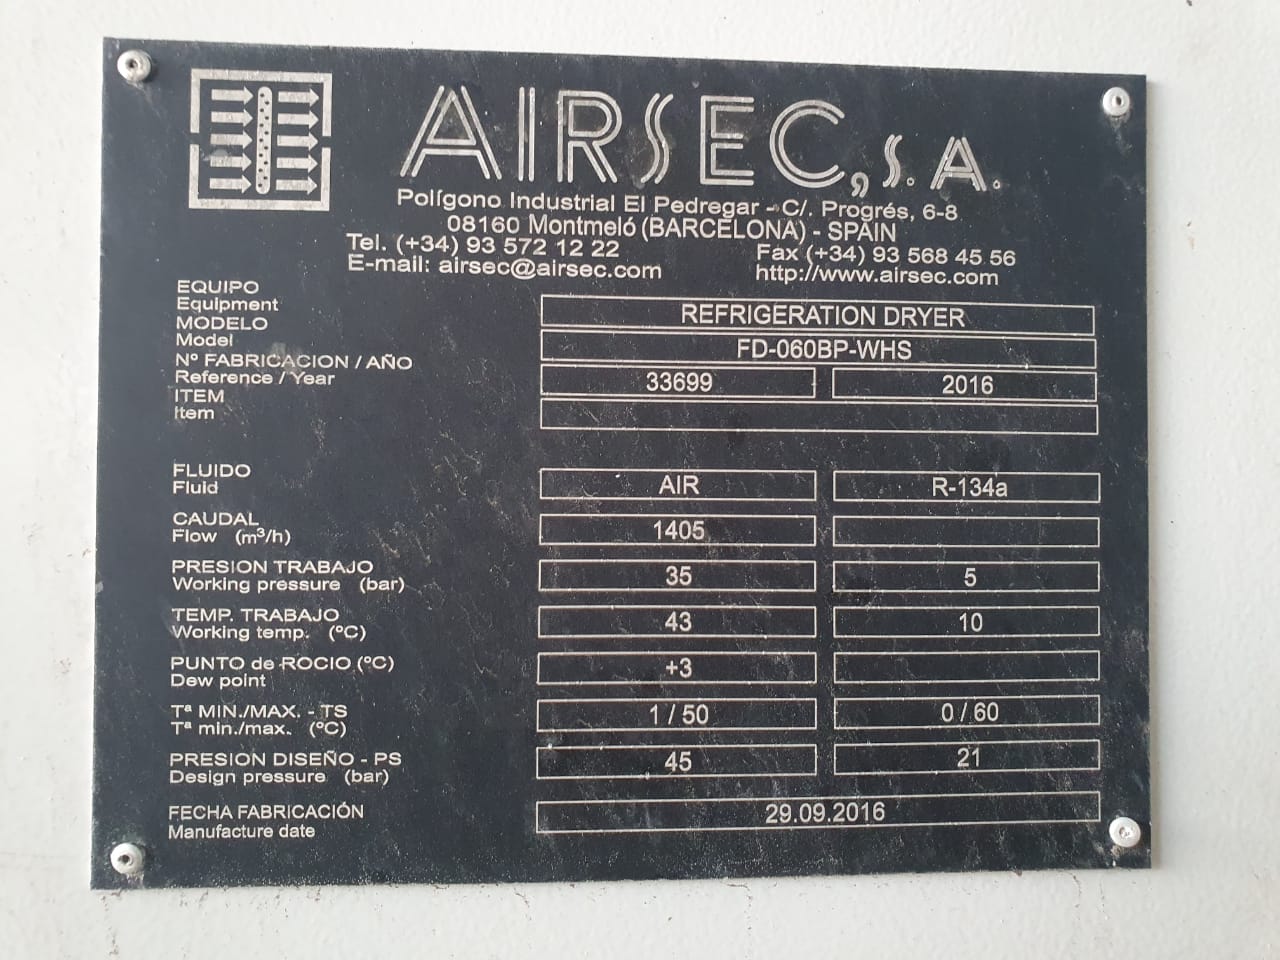 AIRSEC, S.A.
Polígono Industrial El Pedregar - C/. Progrés, 6-8
08160 Montmeló (BARCELONA) - SPAIN
Tel. (+34) 93 572 12 22 Fax (+34) 93 568 45 56
E-mail: airsec@airsec.com http://www.airsec.com
EQUIPO
Equipment REFRIGERATION DRYER
MODELO
Model FD-060BP-WHS
Nº FABRICACION / AÑO
Reference / Year 33699 2016
ITEM
Item
FLUIDO
Fluid AIR R-134a
CAUDAL
Flow (m³/h) 1405
PRESION TRABAJO
Working pressure (bar) 35 5
TEMP. TRABAJO
Working temp. (ºC) 43 10
PUNTO de ROCIO (ºC)
Dew point +3
Tª MIN./MAX. - TS
Tª min./max. (ºC) 1 / 50 0 / 60
PRESION DISEÑO - PS
Design pressure (bar) 45 21
FECHA FABRICACIÓN
Manufacture date 29.09.2016